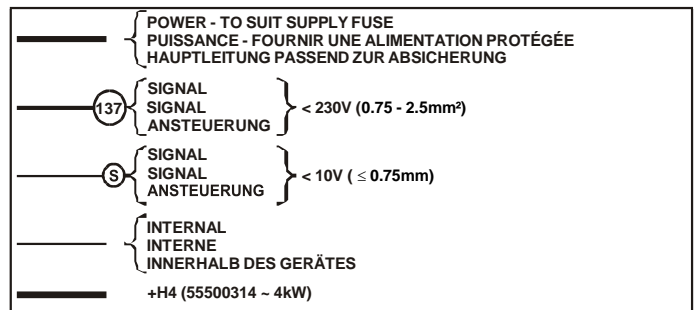 POWER - TO SUIT SUPPLY FUSE
PUISSANCE - FOURNIR UNE ALIMENTATION PROTÉGÉE
HAUPTLEITUNG PASSEND ZUR ABSICHERUNG
SIGNAL
137 SIGNAL < 230V (0.75 - 2.5mm²)
ANSTEUERUNG
SIGNAL
S SIGNAL < 10V ( ≤ 0.75mm)
ANSTEUERUNG
INTERNAL
INTERNE
INNERHALB DES GERÄTES
+H4 (55500314 ~ 4kW)